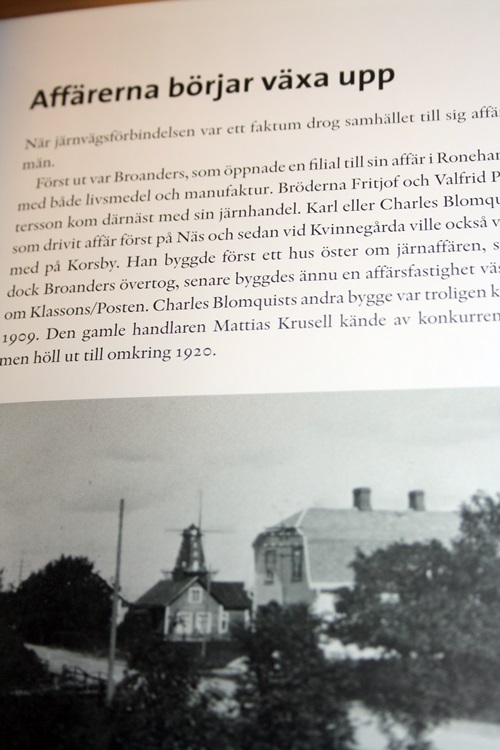 Affärerna börjar växa upp
När järnvägsförbindelsen var ett faktum drog samhället till sig affä
män.
Först ut var Broanders, som öppnade en filial till sin affär i Ronehan
med både livsmedel och manufaktur. Bröderna Fritjof och Valfrid P
tersson kom därnäst med sin järnhandel. Karl eller Charles Blomqu
som drivit affär först på Näs och sedan vid Kvinnegårda ville också v
med på Korsby. Han byggde först ett hus öster om järnaffären, s
dock Broanders övertog, senare byggdes ännu en affärsfastighet väs
om Klassons/Posten. Charles Blomquists andra bygge var troligen k
1909. Den gamle handlaren Mattias Krusell kände av konkurren
men höll ut till omkring 1920.